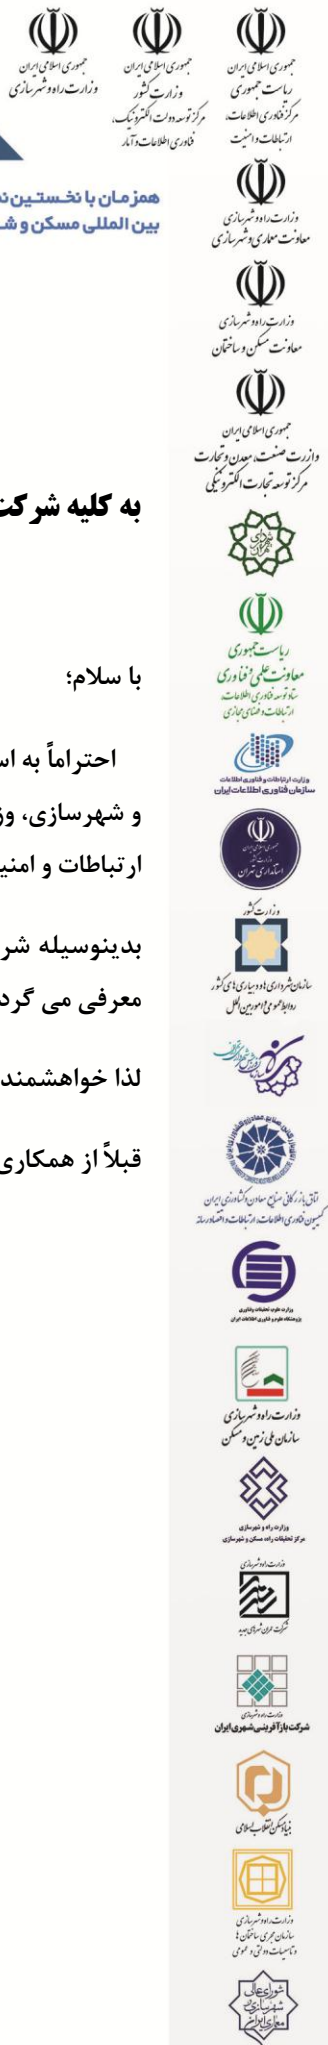 جمهوری اسلامی ایران
ریاست جمهوری
مرکز فناوری اطلاعات،
ارتباطات و امنیت
جمهوری اسلامی ایران
وزارت کشور
مرکز توسعه دولت الکترونیک،
فناوری اطلاعات و آمار
جمهوری اسلامی ایران
وزارت راه و شهرسازی
همزمان با نخستین
بین المللی مسکن و
وزارت راه و شهرسازی
معاونت معماری و شهرسازی
وزارت راه و شهرسازی
معاونت مسکن و ساختمان
جمهوری اسلامی ایران
وزارت صنعت، معدن و تجارت
مرکز توسعه تجارت الکترونیکی
به کلیه
ریاست جمهوری
معاونت علمی و فناوری
ستاد توسعه فناوری اطلاعات،
ارتباطات و فضای مجازی
با سلام؛
وزارت ارتباطات و فناوری اطلاعات
سازمان فناوری اطلاعات ایران
احتراماً به
و شهرسازی،
ارتباطات و
جمهوری اسلامی ایران
وزارت کشور
استانداری تهران
بدینوسیله
معرفی می
وزارت کشور
سازمان شهرداری ها و دهیاری های کشور
روابط عمومی و امور بین الملل
لذا خواهشمند
قبلاً از همکاری
اتاق بازرگانی صنایع معادن و کشاورزی ایران
کمیسیون فناوری اطلاعات، ارتباطات و اقتصاد رسانه
وزارت علوم، تحقیقات و فناوری
پژوهشگاه علوم و فناوری اطلاعات ایران
وزارت راه و شهرسازی
سازمان ملی زمین و مسکن
وزارت راه و شهرسازی
مرکز تحقیقات راه، مسکن و شهرسازی
وزارت راه و شهرسازی
شرکت عمران شهرهای جدید
وزارت راه و شهرسازی
شرکت بازآفرینی شهری ایران
بنیاد مسکن انقلاب اسلامی
وزارت راه و شهرسازی
سازمان مجری ساختمان ها
و تاسیسات دولتی و عمومی
شورای عالی
شهرسازی و
معماری ایران